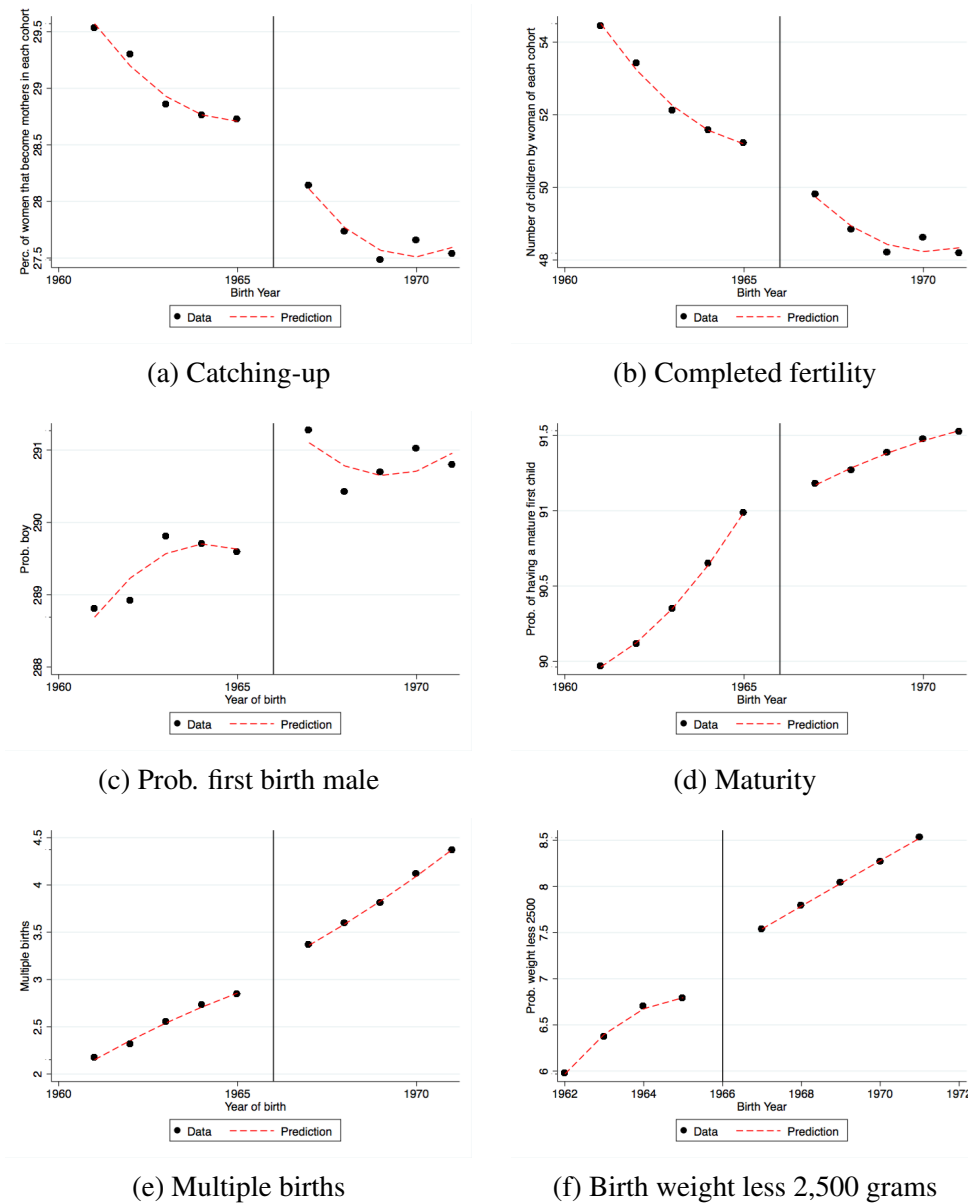 Perc. of women that become mothers in each cohort
27.5 28 28.5 29 29.5
1960 1965 1970
Birth Year
Data Prediction
(a) Catching-up
Number of children by woman of each cohort
48 50 52 54
1960 1965 1970
Birth Year
Data Prediction
(b) Completed fertility
Prob. boy
288 289 290 291
1960 1965 1970
Year of birth
Data Prediction
(c) Prob. first birth male
Prob. of having a mature first child
90 90.5 91 91.5
1960 1965 1970
Birth Year
Data Prediction
(d) Maturity
Multiple births
2 2.5 3 3.5 4 4.5
1960 1965 1970
Year of birth
Data Prediction
(e) Multiple births
Prob. weight less 2500
6 6.5 7 7.5 8 8.5
1962 1964 1966 1968 1970 1972
Birth Year
Data Prediction
(f) Birth weight less 2,500 grams